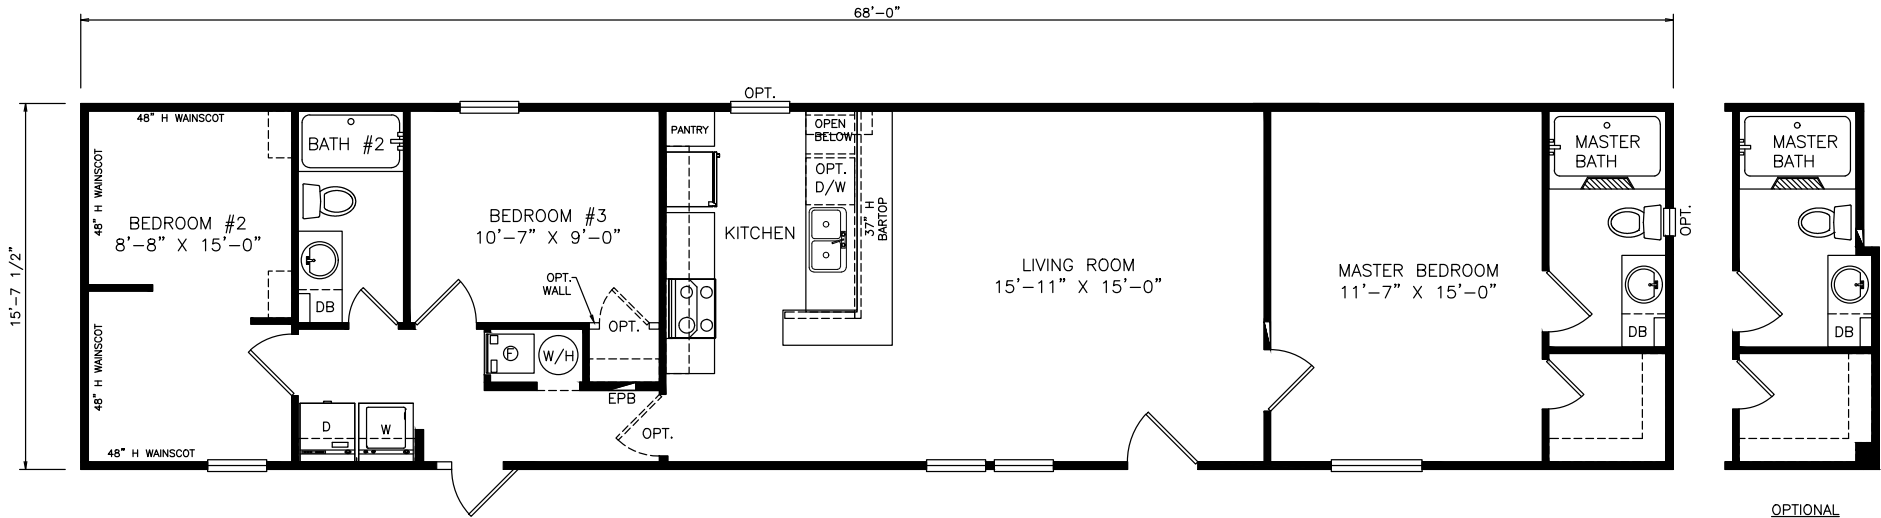 68'-0"
15'-7 1/2"
48" H WAINSCOT
48" H WAINSCOT
BEDROOM #2
8'-8" X 15'-0"
48" H WAINSCOT
48" H WAINSCOT
BATH #2
DB
D
W
BEDROOM #3
10'-7" X 9'-0"
OPT.
WALL
OPT.
F
W/H
EPB
OPT.
PANTRY
OPT.
OPEN
BELOW
OPT.
D/W
KITCHEN
37" H
BARTOP
LIVING ROOM
15'-11" X 15'-0"
MASTER BEDROOM
11'-7" X 15'-0"
MASTER
BATH
OPT.
DB
MASTER
BATH
DB
OPTIONAL